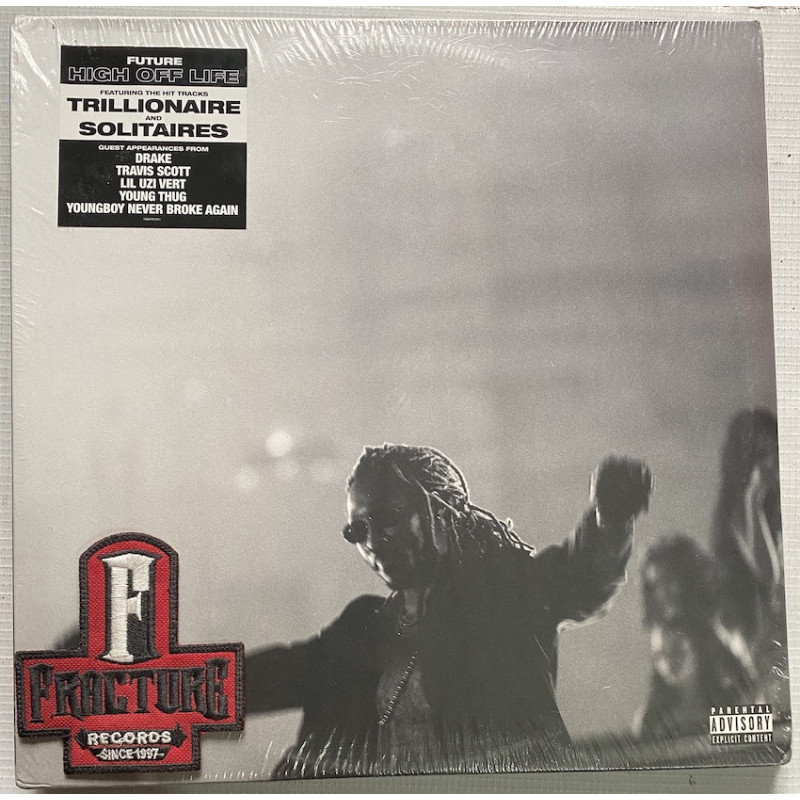 FUTURE
HIGH OFF LIFE
FEATURING THE HIT TRACKS
TRILLIONAIRE
AND
SOLITAIRES
GUEST APPEARANCES FROM
DRAKE
TRAVIS SCOTT
LIL UZI VERT
YOUNG THUG
YOUNGBOY NEVER BROKE AGAIN
F
FRACTURE
RECORDS
SINCE 1997
PARENTAL
ADVISORY
EXPLICIT CONTENT